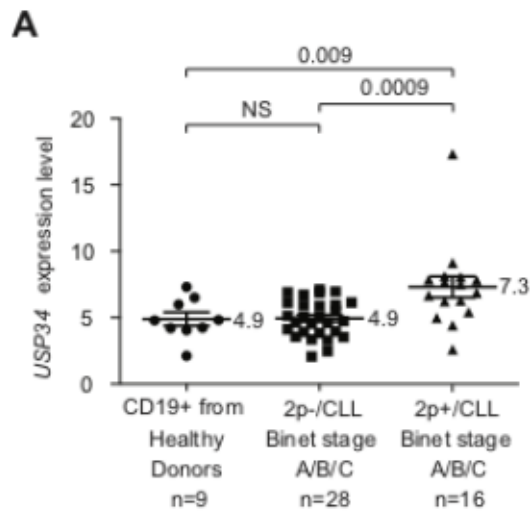 A
0.009
0.0009
NS
20
15
10
5
0
USP34 expression level
4.9
4.9
7.3
CD19+ from
Healthy
Donors
n=9
2p-/CLL
Binet stage
A/B/C
n=28
2p+/CLL
Binet stage
A/B/C
n=16